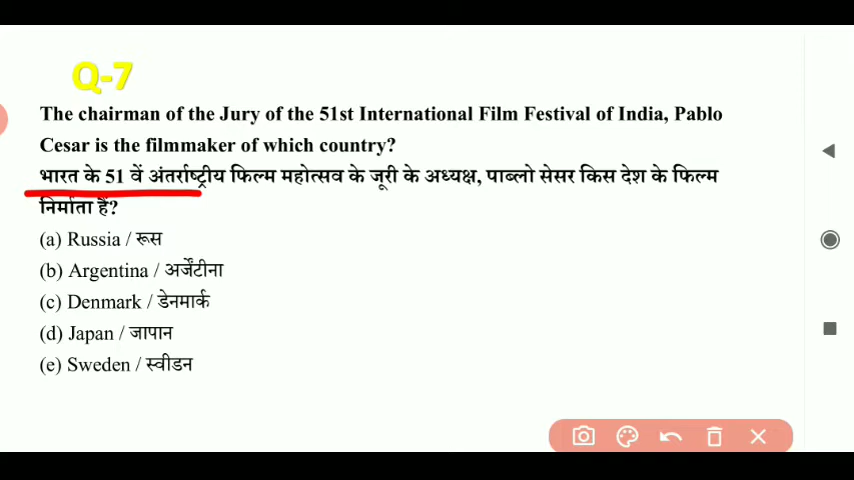 Q-7
The chairman of the Jury of the 51st International Film Festival of India, Pablo
Cesar is the filmmaker of which country?
भारत के 51 वें अंतर्राष्ट्रीय फिल्म महोत्सव के जूरी के अध्यक्ष, पाब्लो सेसर किस देश के फिल्म
निर्माता हैं?
(a) Russia / रूस
(b) Argentina / अर्जेंटीना
(c) Denmark / डेनमार्क
(d) Japan / जापान
(e) Sweden / स्वीडन